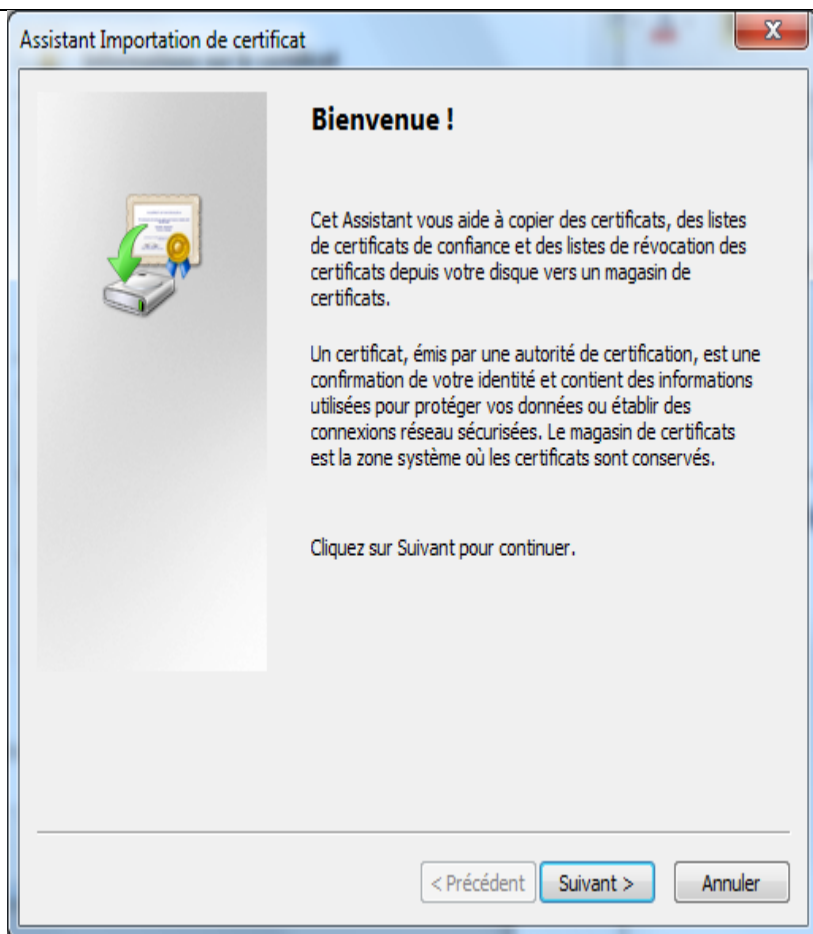 Assistant Importation de certificat
Bienvenue !
Cet Assistant vous aide à copier des certificats, des listes
de certificats de confiance et des listes de révocation des
certificats depuis votre disque vers un magasin de
certificats.
Un certificat, émis par une autorité de certification, est une
confirmation de votre identité et contient des informations
utilisées pour protéger vos données ou établir des
connexions réseau sécurisées. Le magasin de certificats
est la zone système où les certificats sont conservés.
Cliquez sur Suivant pour continuer.
< Précédent Suivant > Annuler